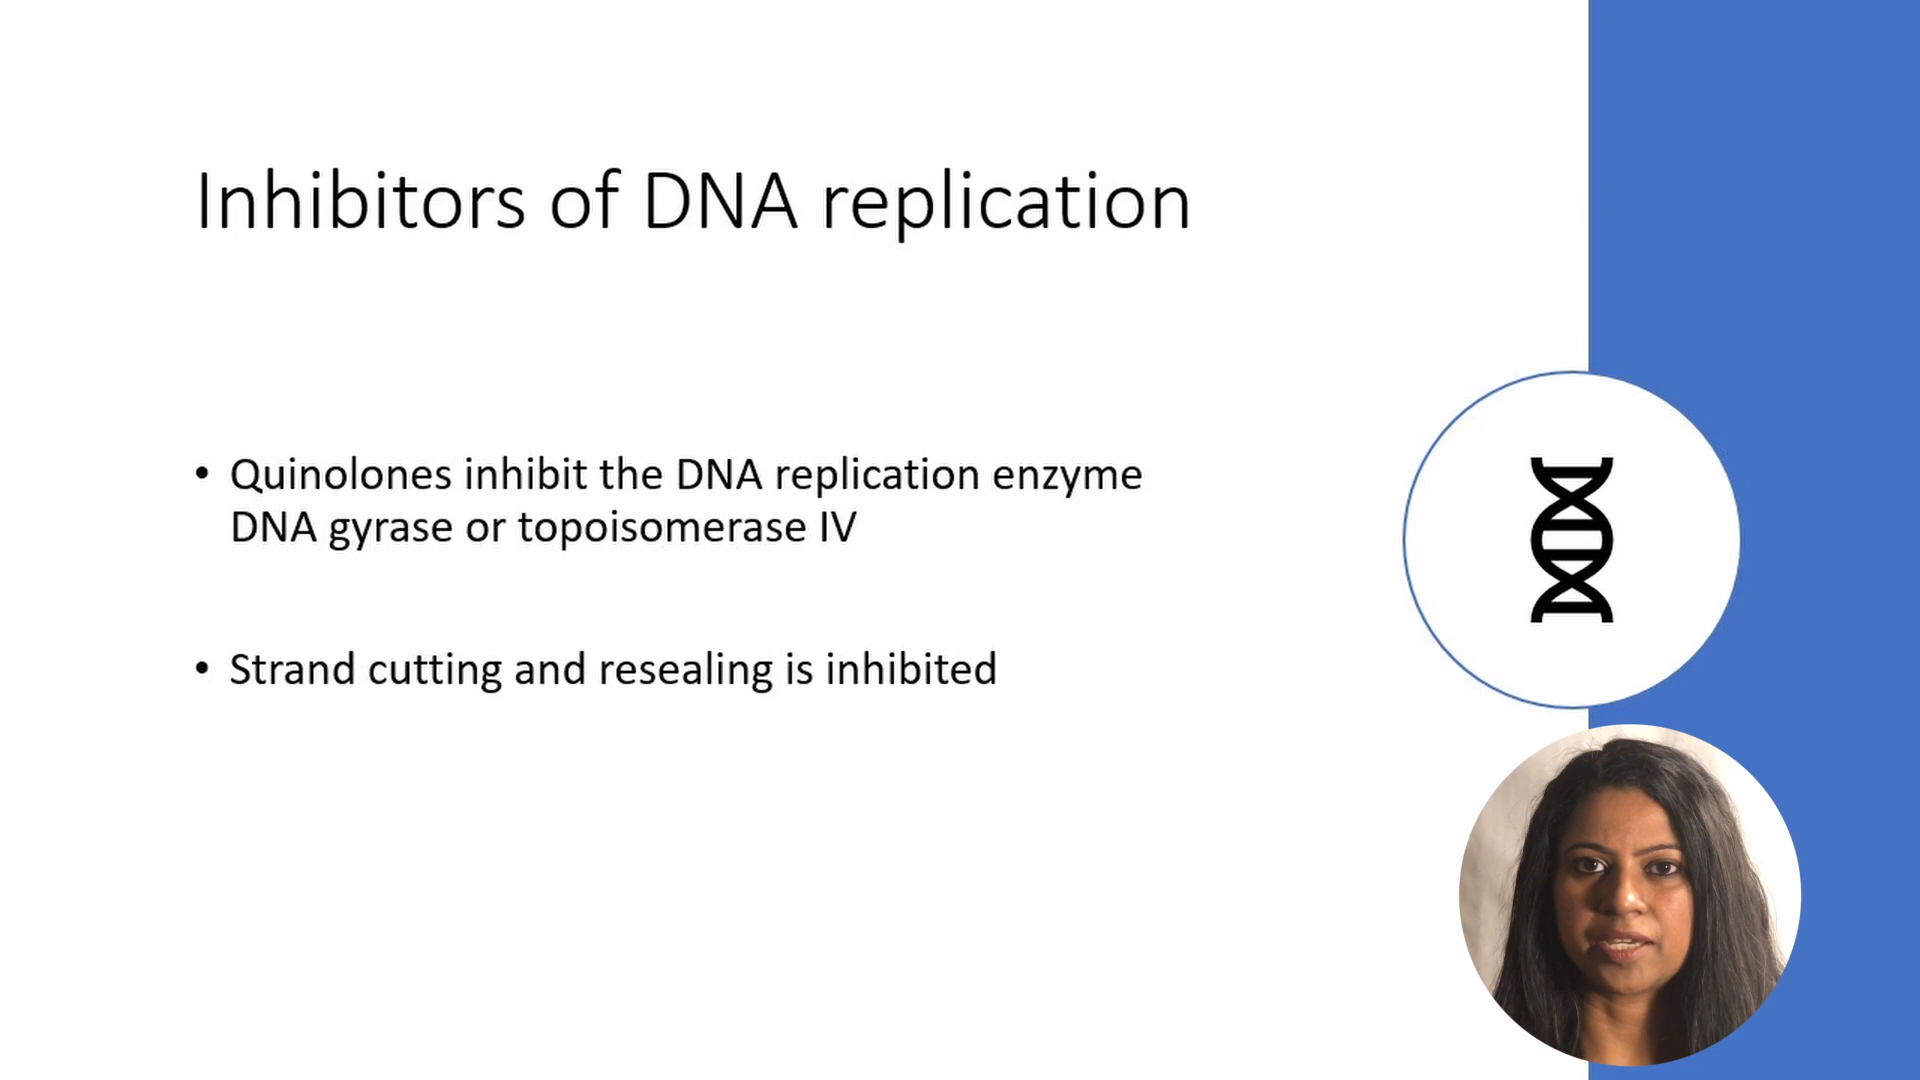 Inhibitors of DNA replication
• Quinolones inhibit the DNA replication enzyme
DNA gyrase or topoisomerase IV
• Strand cutting and resealing is inhibited